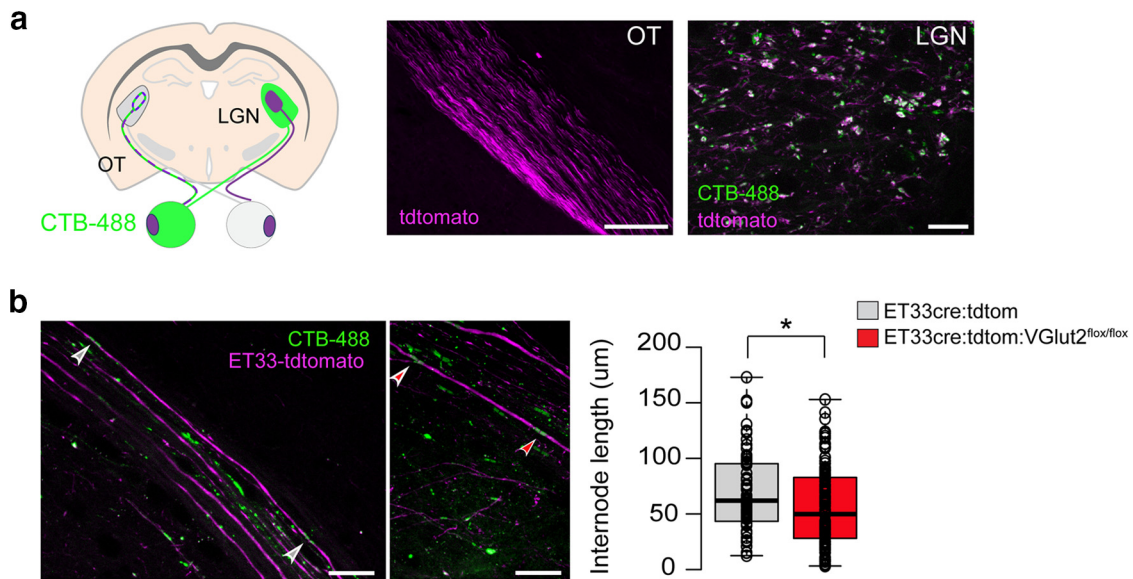 a
LGN
OT
CTB-488
OT
tdtomato
LGN
CTB-488
tdtomato
b
CTB-488
ET33-tdtomato
Internode length (um)
200
150
100
50
0
*
ET33cre:tdtom
ET33cre:tdtom:VGlut2flox/flox